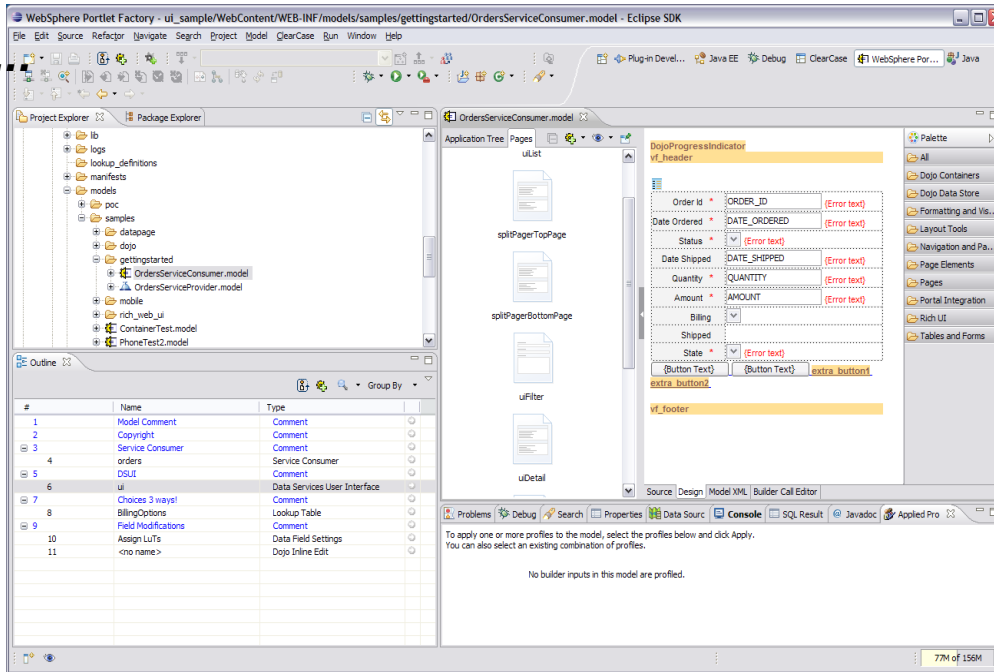 WebSphere Portlet Factory - ui_sample/WebContent/WEB-INF/models/samples/gettingstarted/OrdersServiceConsumer.model - Eclipse SDK
File Edit Source Refactor Navigate Search Project Model ClearCase Run Window Help
Plug-in Devel... Java EE Debug ClearCase WebSphere Por... Java
Project Explorer Package Explorer
lib
logs
lookup_definitions
manifests
models
poc
samples
datapage
dojo
gettingstarted
OrdersServiceConsumer.model
OrdersServiceProvider.model
mobile
rich_web_ui
ContainerTest.model
PhoneTest2.model
Outline
Group By
# Name Type
1 Model Comment Comment
2 Copyright Comment
3 Service Consumer Comment
4 orders Service Consumer
5 DSUI Comment
6 ui Data Services User Interface
7 Choices 3 ways! Comment
8 BillingOptions Lookup Table
9 Field Modifications Comment
10 Assign LuTs Data Field Settings
11 <no name> Dojo Inline Edit
OrdersServiceConsumer.model
Application Tree Pages
uiList
splitPagerTopPage
splitPagerBottomPage
uiFilter
uiDetail
DojoProgressIndicator
vf_header
Order Id * ORDER_ID {Error text}
Date Ordered * DATE_ORDERED {Error text}
Status * {Error text}
Date Shipped DATE_SHIPPED {Error text}
Quantity * QUANTITY {Error text}
Amount * AMOUNT {Error text}
Billing
Shipped
State * {Error text}
{Button Text} {Button Text} extra_button1
extra_button2
vf_footer
Source Design Model XML Builder Call Editor
Palette
All
Dojo Containers
Dojo Data Store
Formatting and Vis...
Layout Tools
Navigation and Pa...
Page Elements
Pages
Portal Integration
Rich UI
Tables and Forms
Problems Debug Search Properties Data Sourc Console SQL Result Javadoc Applied Pro
To apply one or more profiles to the model, select the profiles below and click Apply.
You can also select an existing combination of profiles.
No builder inputs in this model are profiled.
77M of 156M